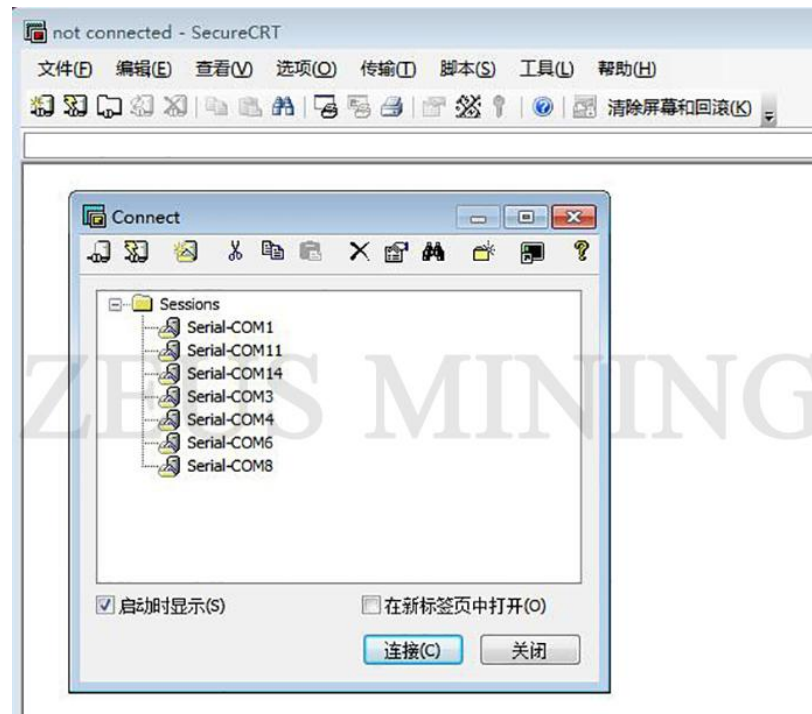 not connected - SecureCRT
文件(F) 编辑(E) 查看(V) 选项(O) 传输(T) 脚本(S) 工具(L) 帮助(H)
清除屏幕和回滚(K)
Connect
Sessions
Serial-COM1
Serial-COM11
Serial-COM14
Serial-COM3
Serial-COM4
Serial-COM6
Serial-COM8
ZEUS MINING
启动时显示(S) 在新标签页中打开(O)
连接(C) 关闭